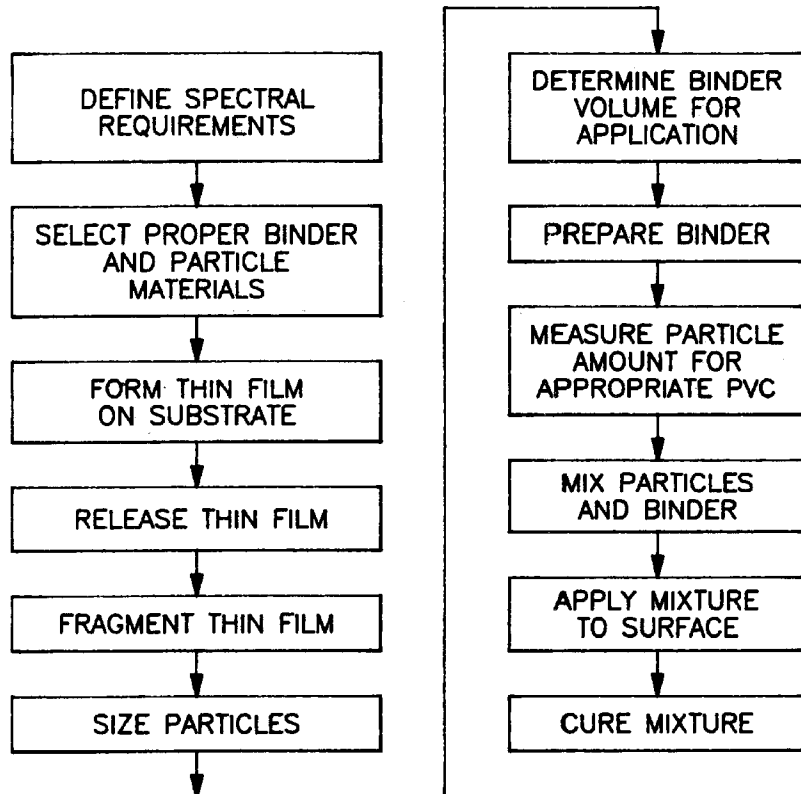 DEFINE SPECTRAL
REQUIREMENTS
SELECT PROPER BINDER
AND PARTICLE
MATERIALS
FORM THIN FILM
ON SUBSTRATE
RELEASE THIN FILM
FRAGMENT THIN FILM
SIZE PARTICLES
DETERMINE BINDER
VOLUME FOR
APPLICATION
PREPARE BINDER
MEASURE PARTICLE
AMOUNT FOR
APPROPRIATE PVC
MIX PARTICLES
AND BINDER
APPLY MIXTURE
TO SURFACE
CURE MIXTURE